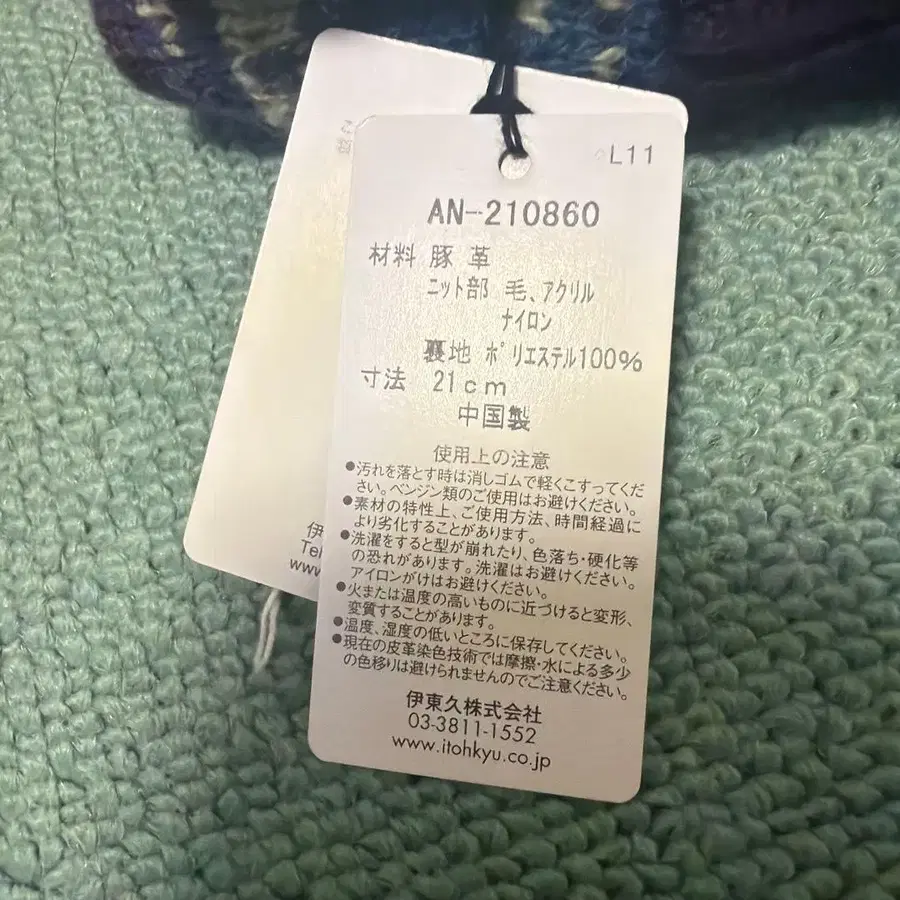 L11
AN-210860
材料 豚 革
ニット部 毛、アクリル
ナイロン
裏地 ポリエステル100%
寸法 21cm
中国製
使用上の注意
●汚れを落とす時は消しゴムで軽くこすってくだ
さい。ベンジン類のご使用はお避けください。
●素材の特性上、ご使用方法、時間経過に
より劣化することがあります。
●洗濯をすると型が崩れたり、色落ち・硬化等
の恐れがあります。洗濯はお避けください。
アイロンがけはお避けください。
●火または温度の高いものに近づけると変形、
変質することがあります。
●温度、湿度の低いところに保存してください。
●現在の皮革染色技術では摩擦・水による多少
の色移りは避けられませんのでご注意ください。
伊東久株式会社
03-3811-1552
www.itohkyu.co.jp
伊
Tel
www.